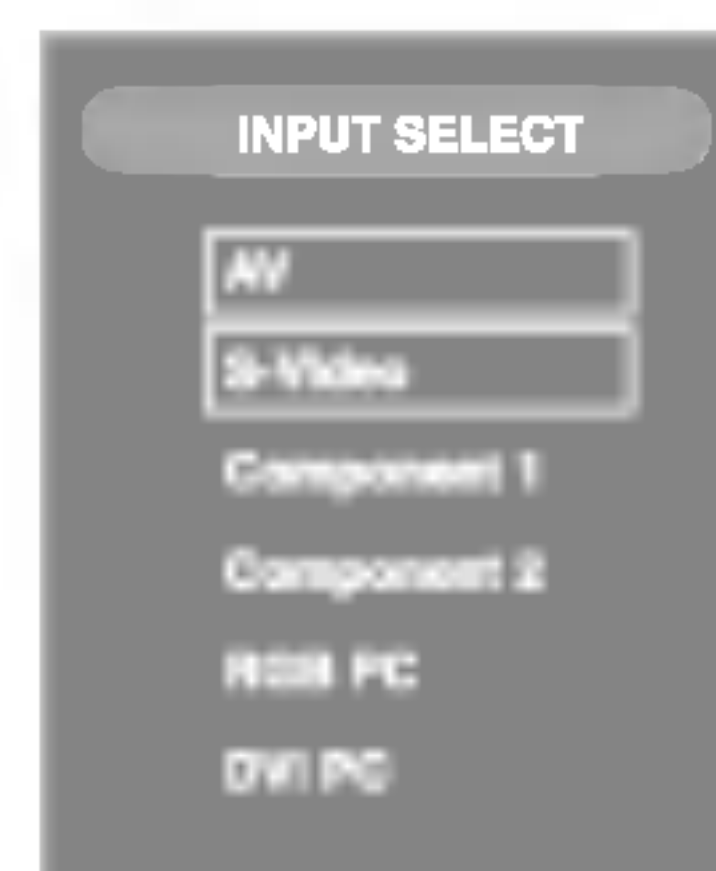 INPUT SELECT
AV
S-Video
Component 1
Component 2
RGB PC
DVI PC